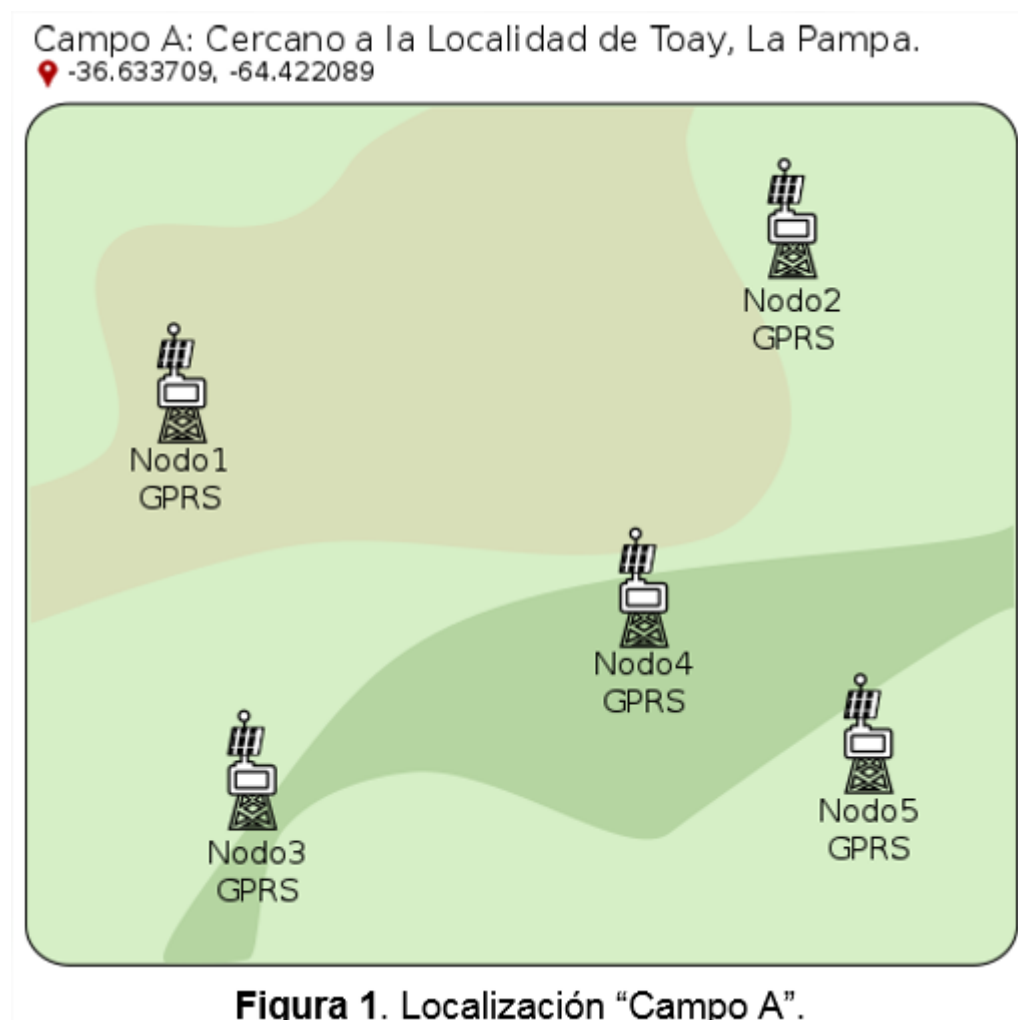 Campo A: Cercano a la Localidad de Toay, La Pampa.
-36.633709, -64.422089
Nodo2
GPRS
Nodo1
GPRS
Nodo4
GPRS
Nodo5
GPRS
Nodo3
GPRS
Figura 1. Localización “Campo A”.